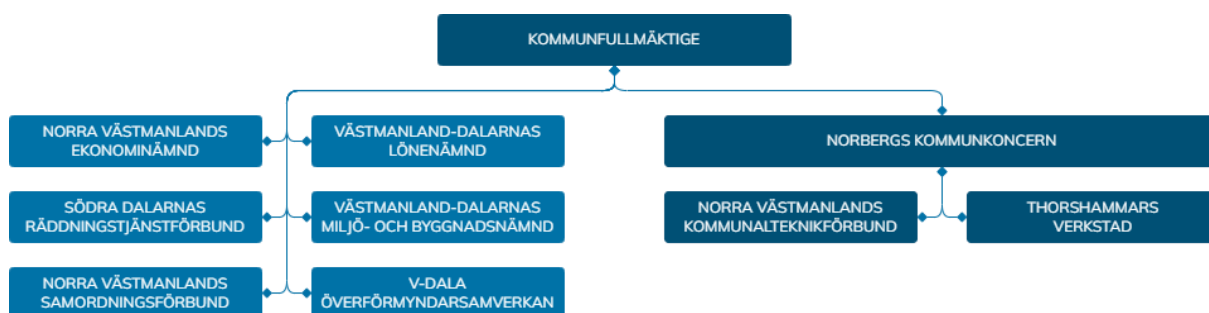 KOMMUNFULLMÄKTIGE
NORRA VÄSTMANLANDS
EKONOMINÄMND
VÄSTMANLAND-DALARNAS
LÖNENÄMND
NORBERGS KOMMUNKONCERN
SÖDRA DALARNAS
RÄDDNINGSTJÄNSTFÖRBUND
VÄSTMANLAND-DALARNAS
MILJÖ- OCH BYGGNADSNÄMND
NORRA VÄSTMANLANDS
KOMMUNALTEKNIKFÖRBUND
THORSHAMMARS
VERKSTAD
NORRA VÄSTMANLANDS
SAMORDNINGSFÖRBUND
V-DALA
ÖVERFÖRMYNDARSAMVERKAN